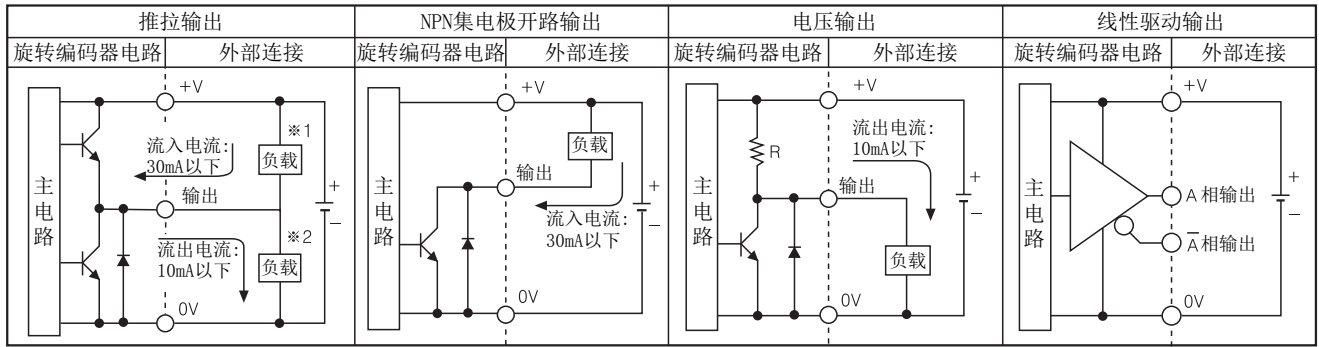 推拉输出
旋转编码器电路
外部连接
+V
※1
负载
流入电流:
30mA以下
主电路
输出
+
−
※2
流出电流:
10mA以下
负载
0V
NPN集电极开路输出
旋转编码器电路
外部连接
+V
负载
主电路
输出
+
−
流入电流:
30mA以下
0V
电压输出
旋转编码器电路
外部连接
+V
流出电流:
10mA以下
R
主电路
输出
+
−
负载
0V
线性驱动输出
旋转编码器电路
外部连接
+V
主电路
A 相输出
+
−
A̅ 相输出
0V